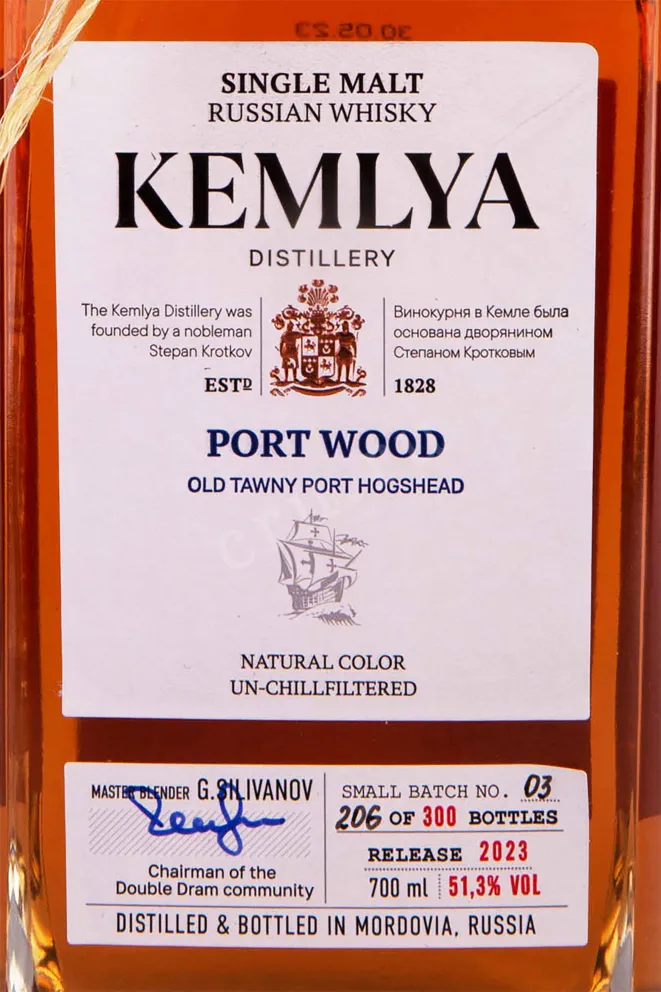 30.05.23
SINGLE MALT
RUSSIAN WHISKY
KEMLYA
DISTILLERY
The Kemlya Distillery was
founded by a nobleman
Stepan Krotkov
ESTD
Винокурня в Кемле была
основана дворянином
Степаном Кротковым
1828
PORT WOOD
OLD TAWNY PORT HOGSHEAD
NATURAL COLOR
UN-CHILLFILTERED
MASTER BLENDER G.SILIVANOV
Chairman of the
Double Dram community
SMALL BATCH NO. 03
206 OF 300 BOTTLES
RELEASE 2023
700 ml 51,3% VOL
DISTILLED & BOTTLED IN MORDOVIA, RUSSIA